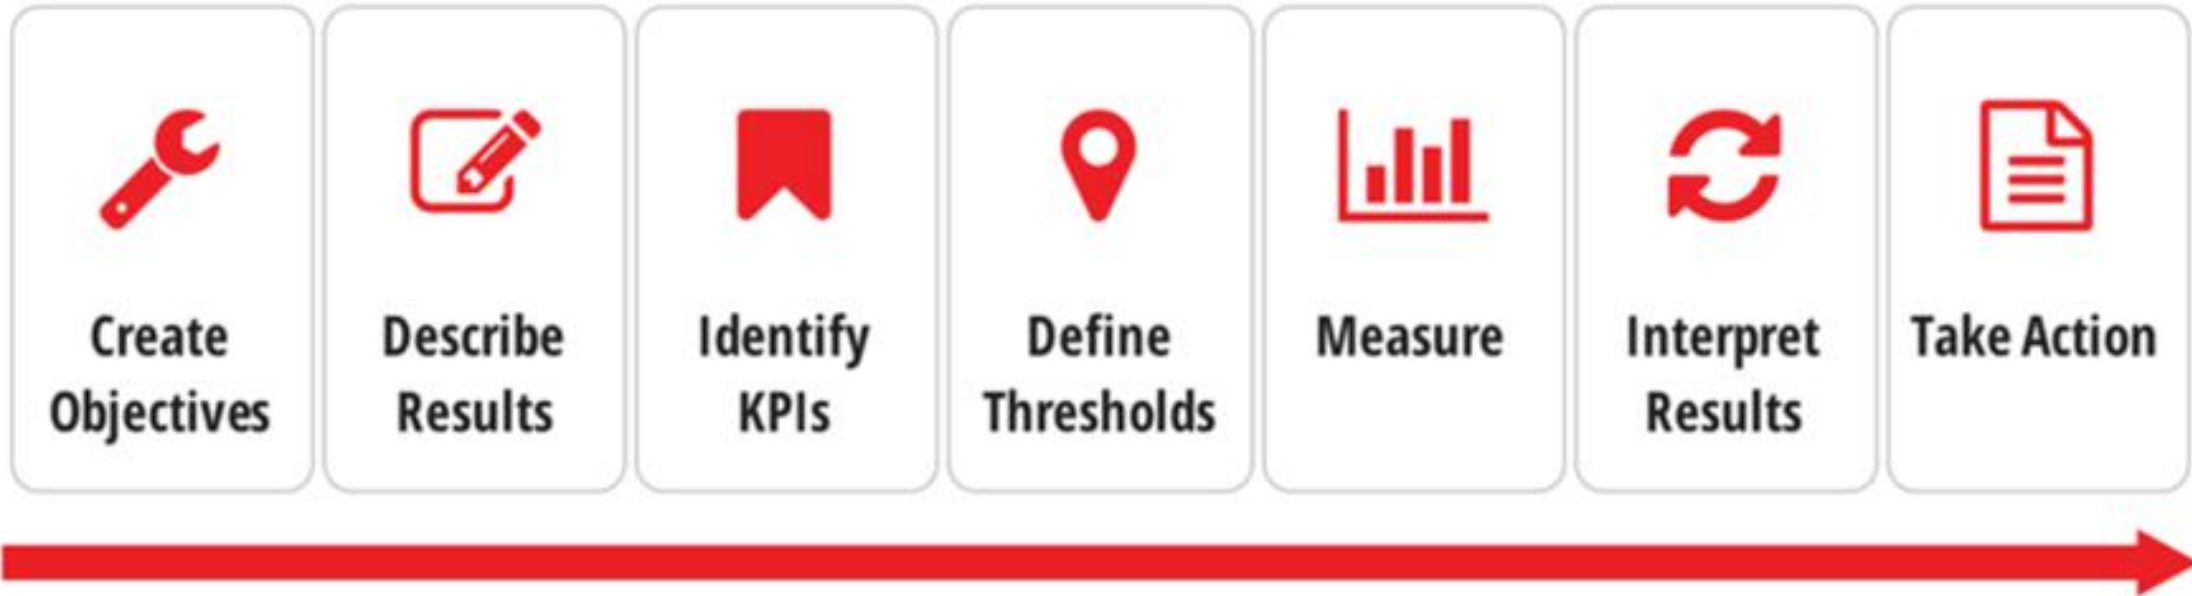 Create
Objectives
Describe
Results
Identify
KPIs
Define
Thresholds
Measure
Interpret
Results
Take Action